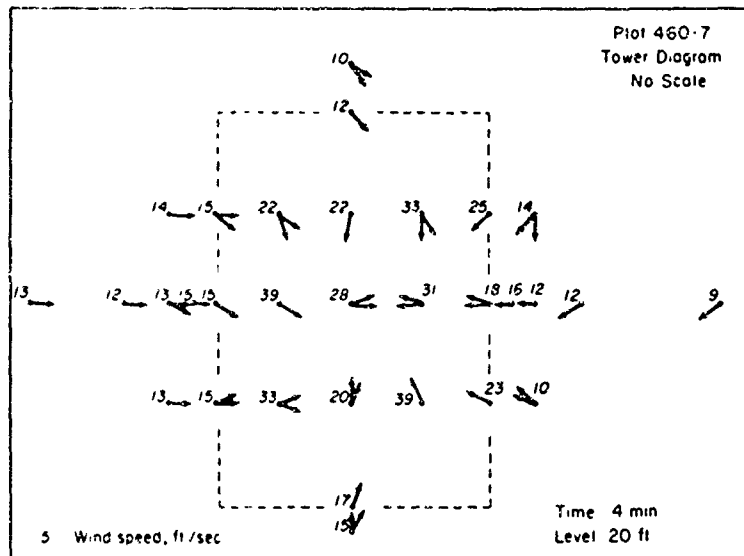 Plot 460-7
Tower Diagram
No Scale
10
12
14 15 22 22 33 25 14
13 12 13 15 15 39 28 31 18 16 12 12 9
13 15 33 20 39 23 10
17
15
5 Wind speed, ft/sec
Time 4 min
Level 20 ft